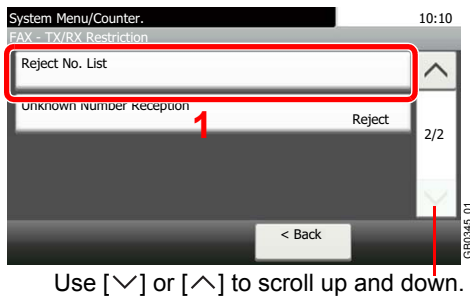 System Menu/Counter.
10:10
FAX - TX/RX Restriction
Reject No. List
Unknown Number Reception
1
Reject
2/2
< Back
GB0345_01
Use [∨] or [∧] to scroll up and down.